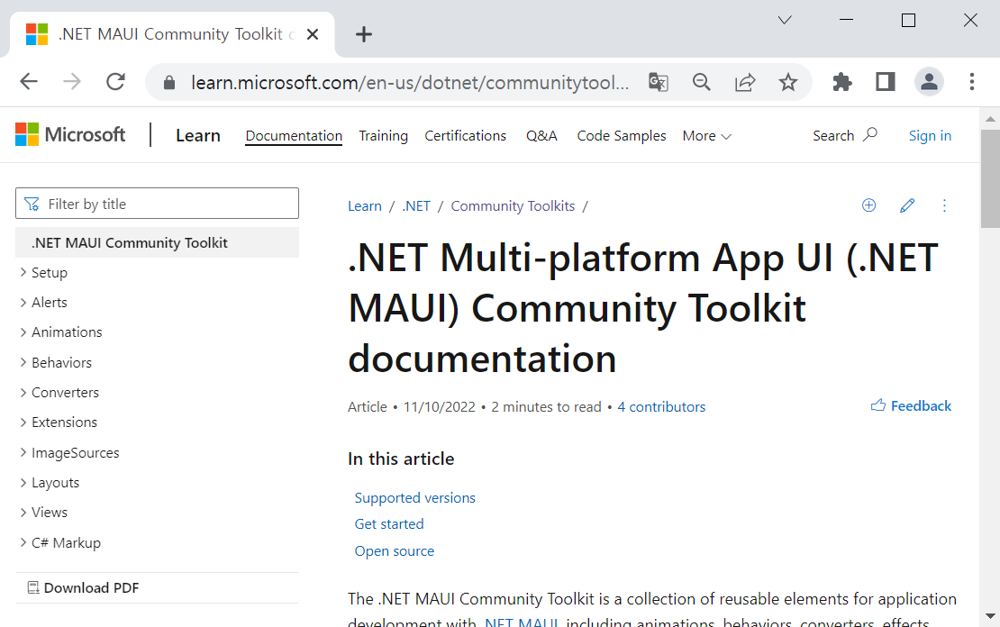 .NET MAUI Community Toolkit
learn.microsoft.com/en-us/dotnet/communitytool...
Microsoft
Learn Documentation Training Certifications Q&A Code Samples More Search Sign in
Filter by title
.NET MAUI Community Toolkit
Setup
Alerts
Animations
Behaviors
Converters
Extensions
ImageSources
Layouts
Views
C# Markup
Download PDF
Learn / .NET / Community Toolkits /
.NET Multi-platform App UI (.NET
MAUI) Community Toolkit
documentation
Article • 11/10/2022 • 2 minutes to read • 4 contributors
Feedback
In this article
Supported versions
Get started
Open source
The .NET MAUI Community Toolkit is a collection of reusable elements for application
development with .NET MAUI, including animations, behaviors, converters, effects,